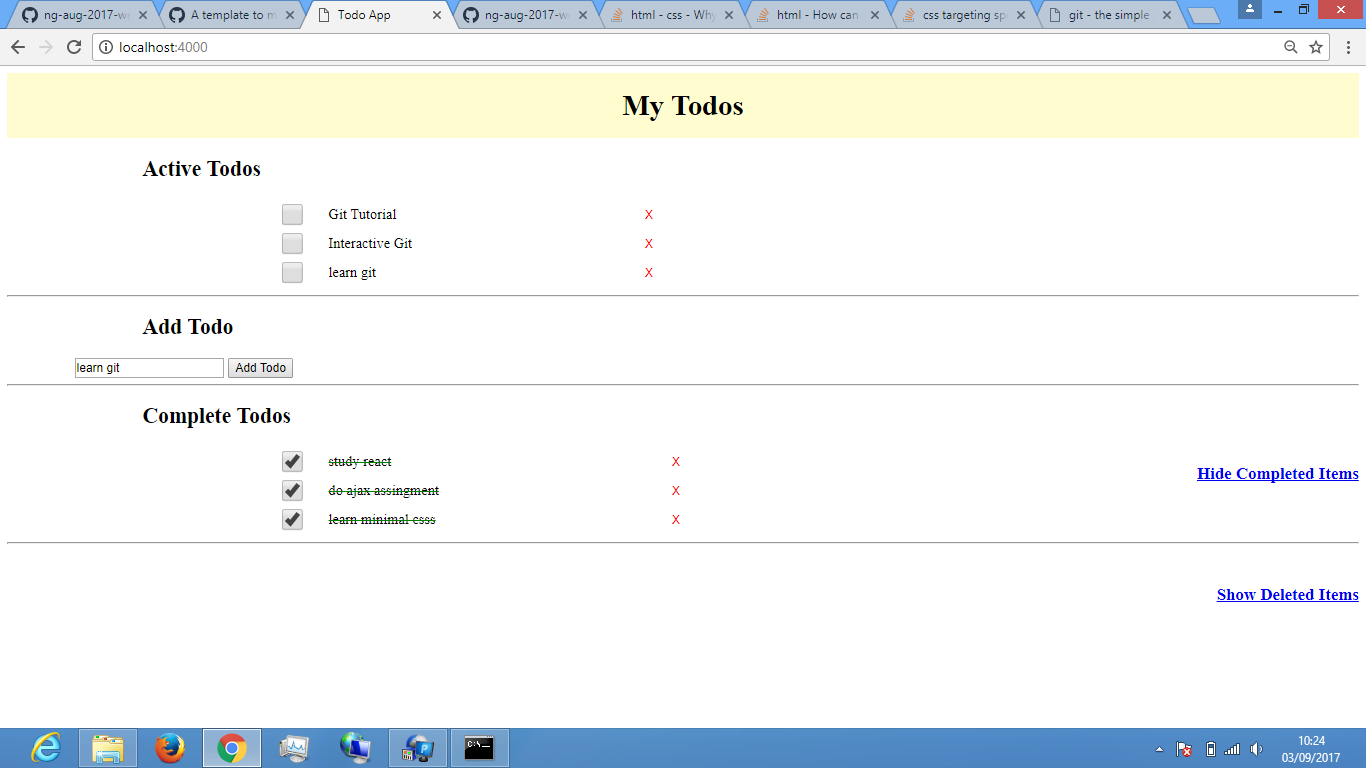 ng-aug-2017-w
A template to m
Todo App
ng-aug-2017-w
html - css - Why
html - How can
css targeting sp
git - the simple
localhost:4000
My Todos
Active Todos
Git Tutorial X
Interactive Git X
learn git X
Add Todo
learn git Add Todo
Complete Todos
study react X
Hide Completed Items
do ajax assingment X
learn minimal csss X
Show Deleted Items
C:\_
P
10:24
03/09/2017